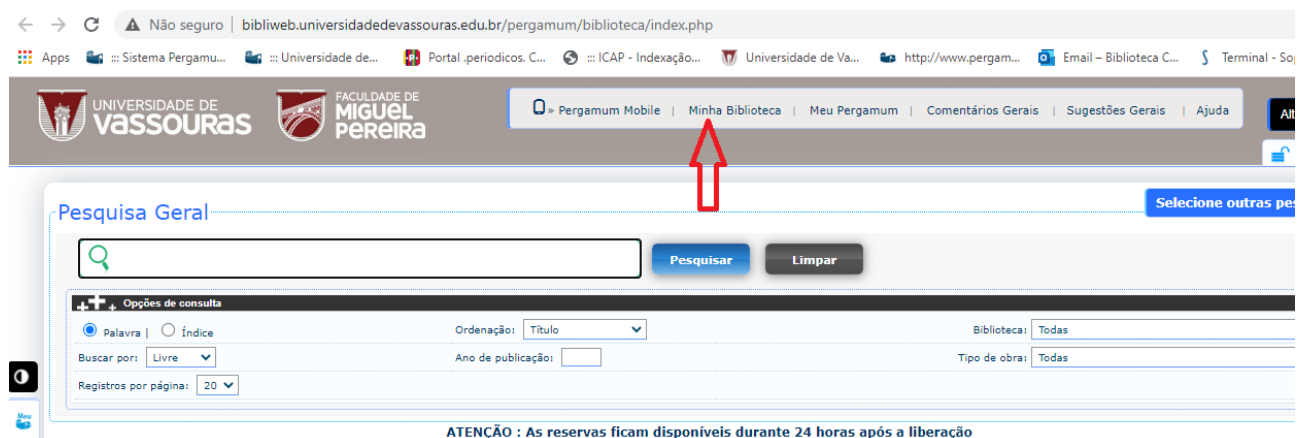 Não seguro | bibliweb.universidadedevassouras.edu.br/pergamum/biblioteca/index.php
Apps ::: Sistema Pergamu... ::: Universidade de... Portal .periodicos. C... ::: ICAP - Indexação... Universidade de Va... http://www.pergam... Email – Biblioteca C... Terminal - So
UNIVERSIDADE DE
VASSOURAS
FACULDADE DE
MIGUEL
PEREIRA
» Pergamum Mobile | Minha Biblioteca | Meu Pergamum | Comentários Gerais | Sugestões Gerais | Ajuda
Alt
Pesquisa Geral
Selecione outras pes
Pesquisar Limpar
Opções de consulta
Palavra | Índice Ordenação: Título Biblioteca: Todas
Buscar por: Livre Ano de publicação: Tipo de obra: Todas
Registros por página: 20
Meu
ATENÇÃO : As reservas ficam disponíveis durante 24 horas após a liberação